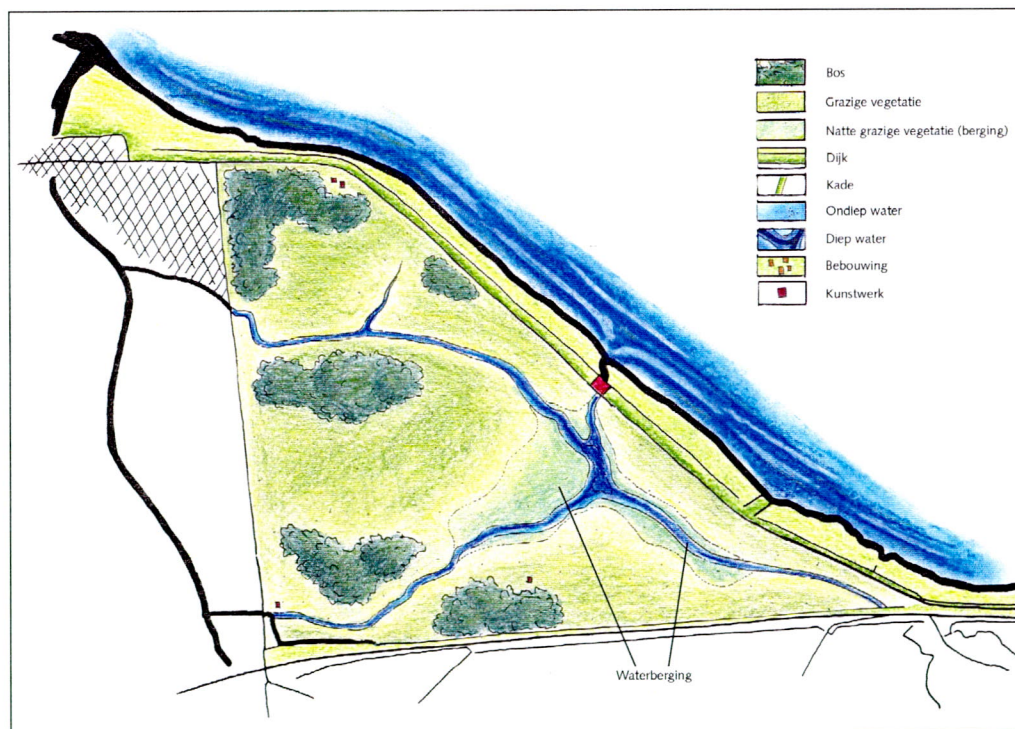 Bos
Grazige vegetatie
Natte grazige vegetatie (berging)
Dijk
Kade
Ondiep water
Diep water
Bebouwing
Kunstwerk
Waterberging